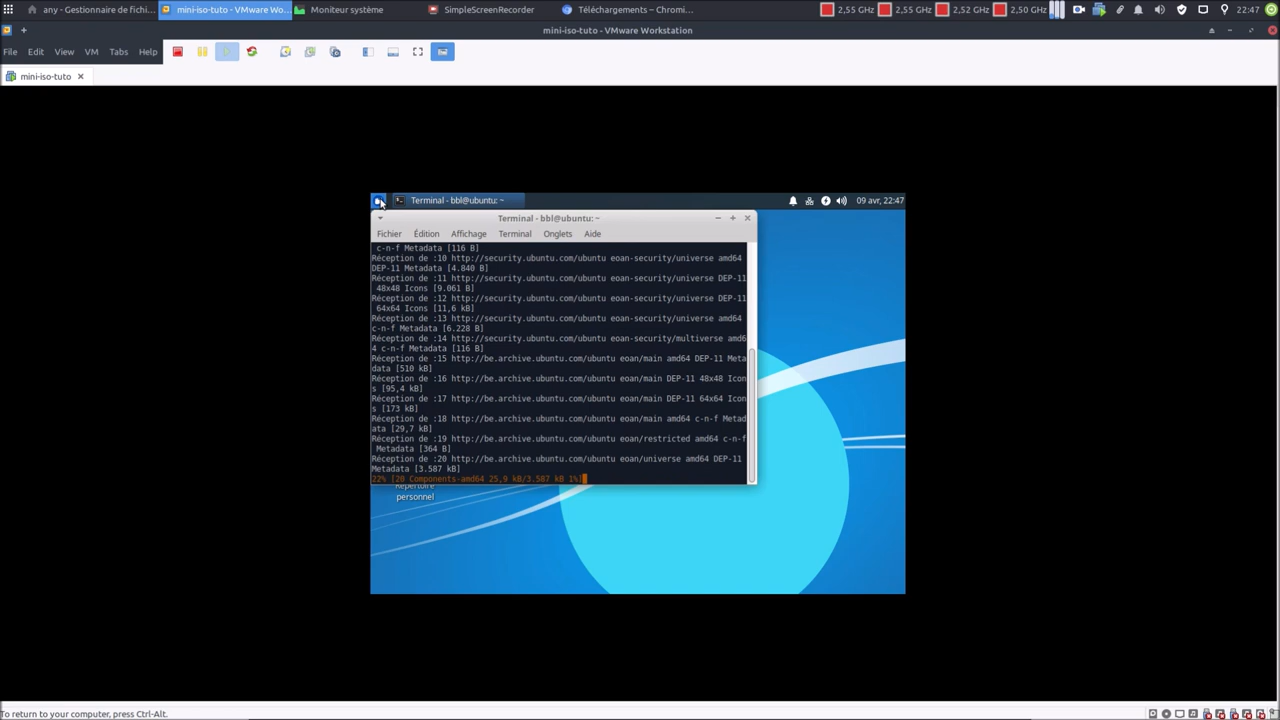 any - Gestionnaire de fichi...
mini-iso-tuto - VMware Wo...
Moniteur système
SimpleScreenRecorder
Téléchargements – Chromi...
2,55 GHz
2,55 GHz
2,52 GHz
2,50 GHz
22:47
mini-iso-tuto - VMware Workstation
File Edit View VM Tabs Help
mini-iso-tuto
Terminal - bbl@ubuntu: ~
09 avr, 22:47
Terminal - bbl@ubuntu: ~
Fichier Édition Affichage Terminal Onglets Aide
c-n-f Metadata [116 B]
Réception de :10 http://security.ubuntu.com/ubuntu eoan-security/universe amd64
DEP-11 Metadata [4.840 B]
Réception de :11 http://security.ubuntu.com/ubuntu eoan-security/universe DEP-11
48x48 Icons [9.061 B]
Réception de :12 http://security.ubuntu.com/ubuntu eoan-security/universe DEP-11
64x64 Icons [11,6 kB]
Réception de :13 http://security.ubuntu.com/ubuntu eoan-security/universe amd64
c-n-f Metadata [6.228 B]
Réception de :14 http://security.ubuntu.com/ubuntu eoan-security/multiverse amd6
4 c-n-f Metadata [116 B]
Réception de :15 http://be.archive.ubuntu.com/ubuntu eoan/main amd64 DEP-11 Meta
data [510 kB]
Réception de :16 http://be.archive.ubuntu.com/ubuntu eoan/main DEP-11 48x48 Icon
s [95,4 kB]
Réception de :17 http://be.archive.ubuntu.com/ubuntu eoan/main DEP-11 64x64 Icon
s [173 kB]
Réception de :18 http://be.archive.ubuntu.com/ubuntu eoan/main amd64 c-n-f Metad
ata [29,7 kB]
Réception de :19 http://be.archive.ubuntu.com/ubuntu eoan/restricted amd64 c-n-f
Metadata [364 B]
Réception de :20 http://be.archive.ubuntu.com/ubuntu eoan/universe amd64 DEP-11
Metadata [3.587 kB]
22% [20 Components-amd64 25,9 kB/3.587 kB 1%]
Répertoire
personnel
To return to your computer, press Ctrl-Alt.